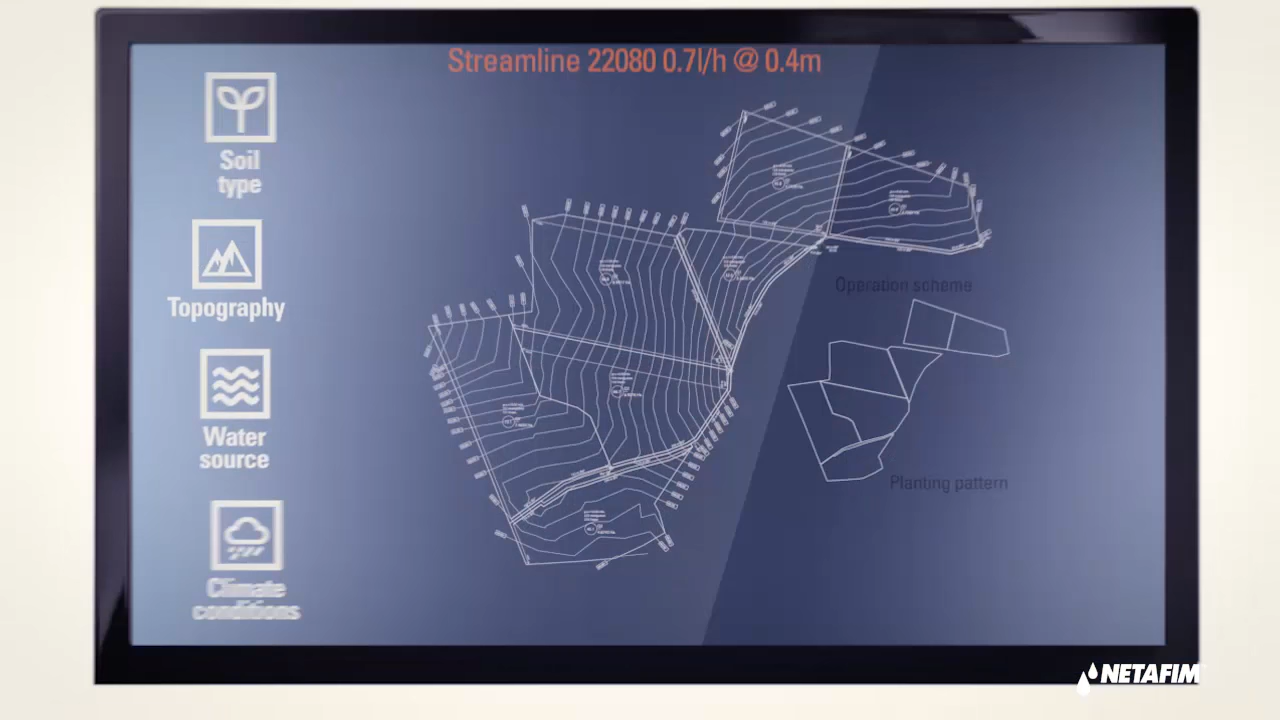 Streamline 22080 0.7l/h @ 0.4m
Soil
type
Topography
Water
source
Climate
conditions
Operation scheme
Planting pattern
NETAFIM